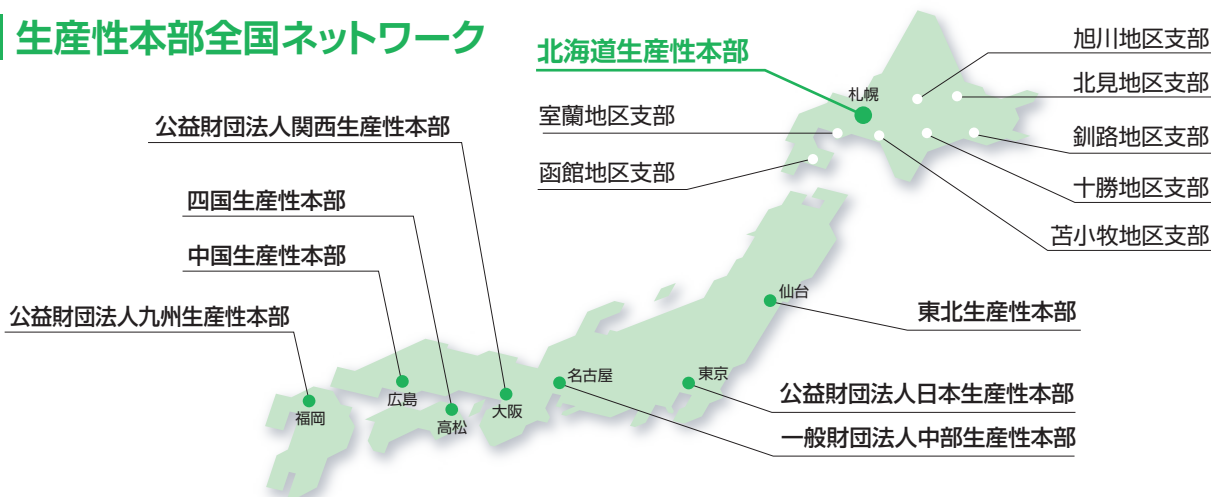 生産性本部全国ネットワーク
北海道生産性本部
札幌
旭川地区支部
北見地区支部
釧路地区支部
十勝地区支部
苫小牧地区支部
室蘭地区支部
函館地区支部
公益財団法人関西生産性本部
四国生産性本部
中国生産性本部
公益財団法人九州生産性本部
仙台
東北生産性本部
東京
公益財団法人日本生産性本部
名古屋
一般財団法人中部生産性本部
大阪
高松
広島
福岡